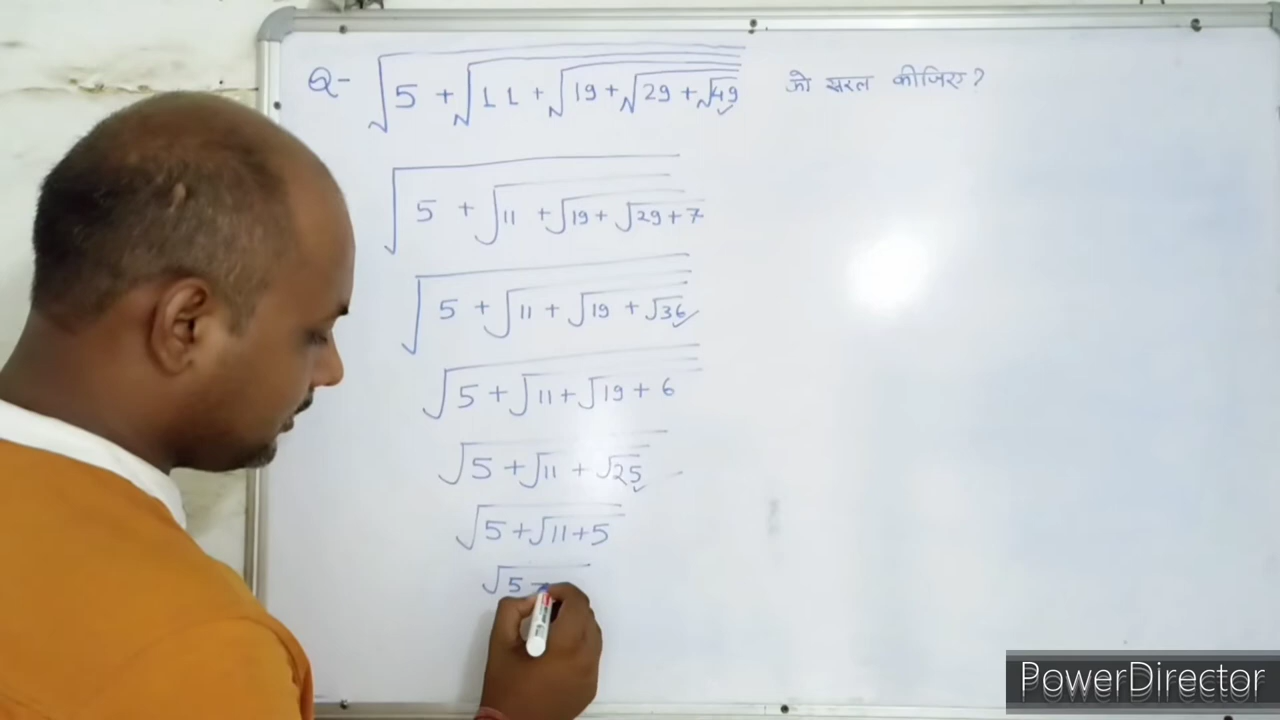 Q- √5 + √11 + √19 + √29 + √49 को सरल कीजिए ?
√5 + √11 + √19 + √29 + 7
√5 + √11 + √19 + √36
√5 + √11 + √19 + 6
√5 + √11 + √25
√5 + √11 + 5
√5
PowerDirector